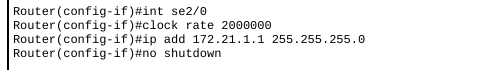 Router(config-if)#int se2/0
Router(config-if)#clock rate 2000000
Router(config-if)#ip add 172.21.1.1 255.255.255.0
Router(config-if)#no shutdown